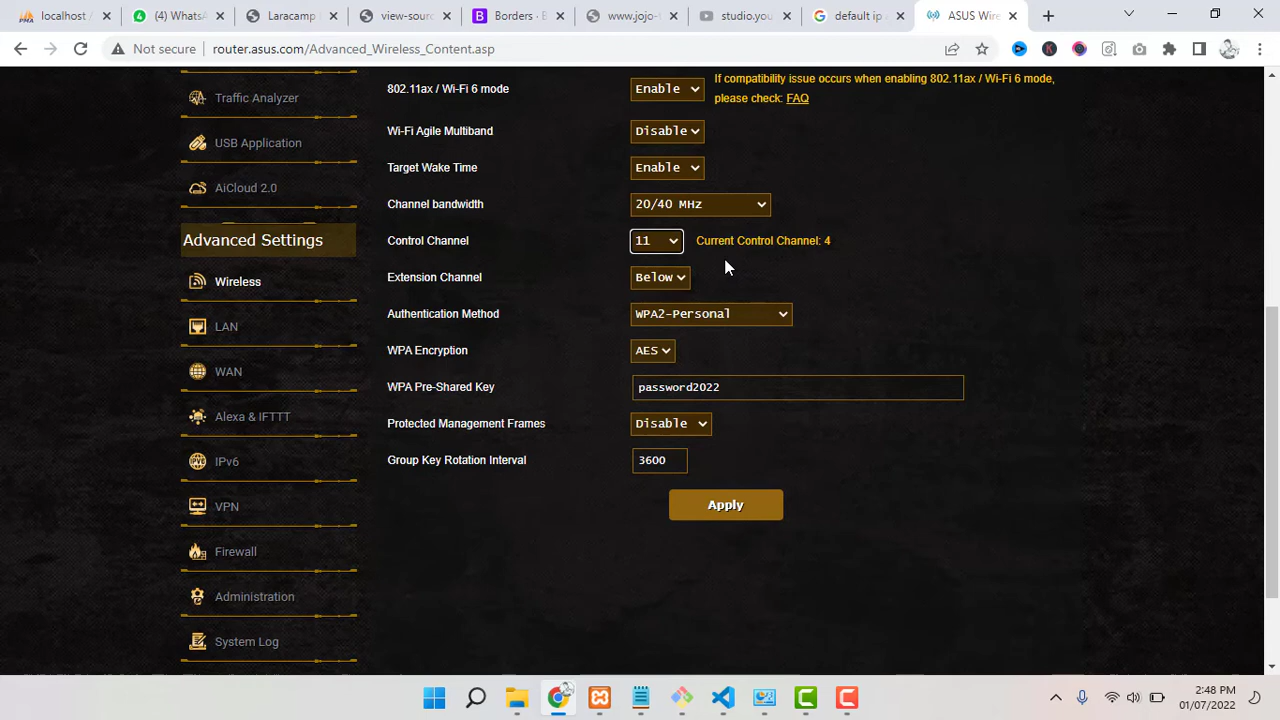 localhost /
(4) WhatsA
Laracamp
view-sourc
Borders · B
www.jojo-t
studio.you
default ip a
ASUS Wire
Not secure
router.asus.com/Advanced_Wireless_Content.asp
Traffic Analyzer
USB Application
AiCloud 2.0
Advanced Settings
Wireless
LAN
WAN
Alexa & IFTTT
IPv6
VPN
Firewall
Administration
System Log
802.11ax / Wi-Fi 6 mode
Enable
If compatibility issue occurs when enabling 802.11ax / Wi-Fi 6 mode,
please check: FAQ
Wi-Fi Agile Multiband
Disable
Target Wake Time
Enable
Channel bandwidth
20/40 MHz
Control Channel
11
Current Control Channel: 4
Extension Channel
Below
Authentication Method
WPA2-Personal
WPA Encryption
AES
WPA Pre-Shared Key
password2022
Protected Management Frames
Disable
Group Key Rotation Interval
3600
Apply
2:48 PM
01/07/2022